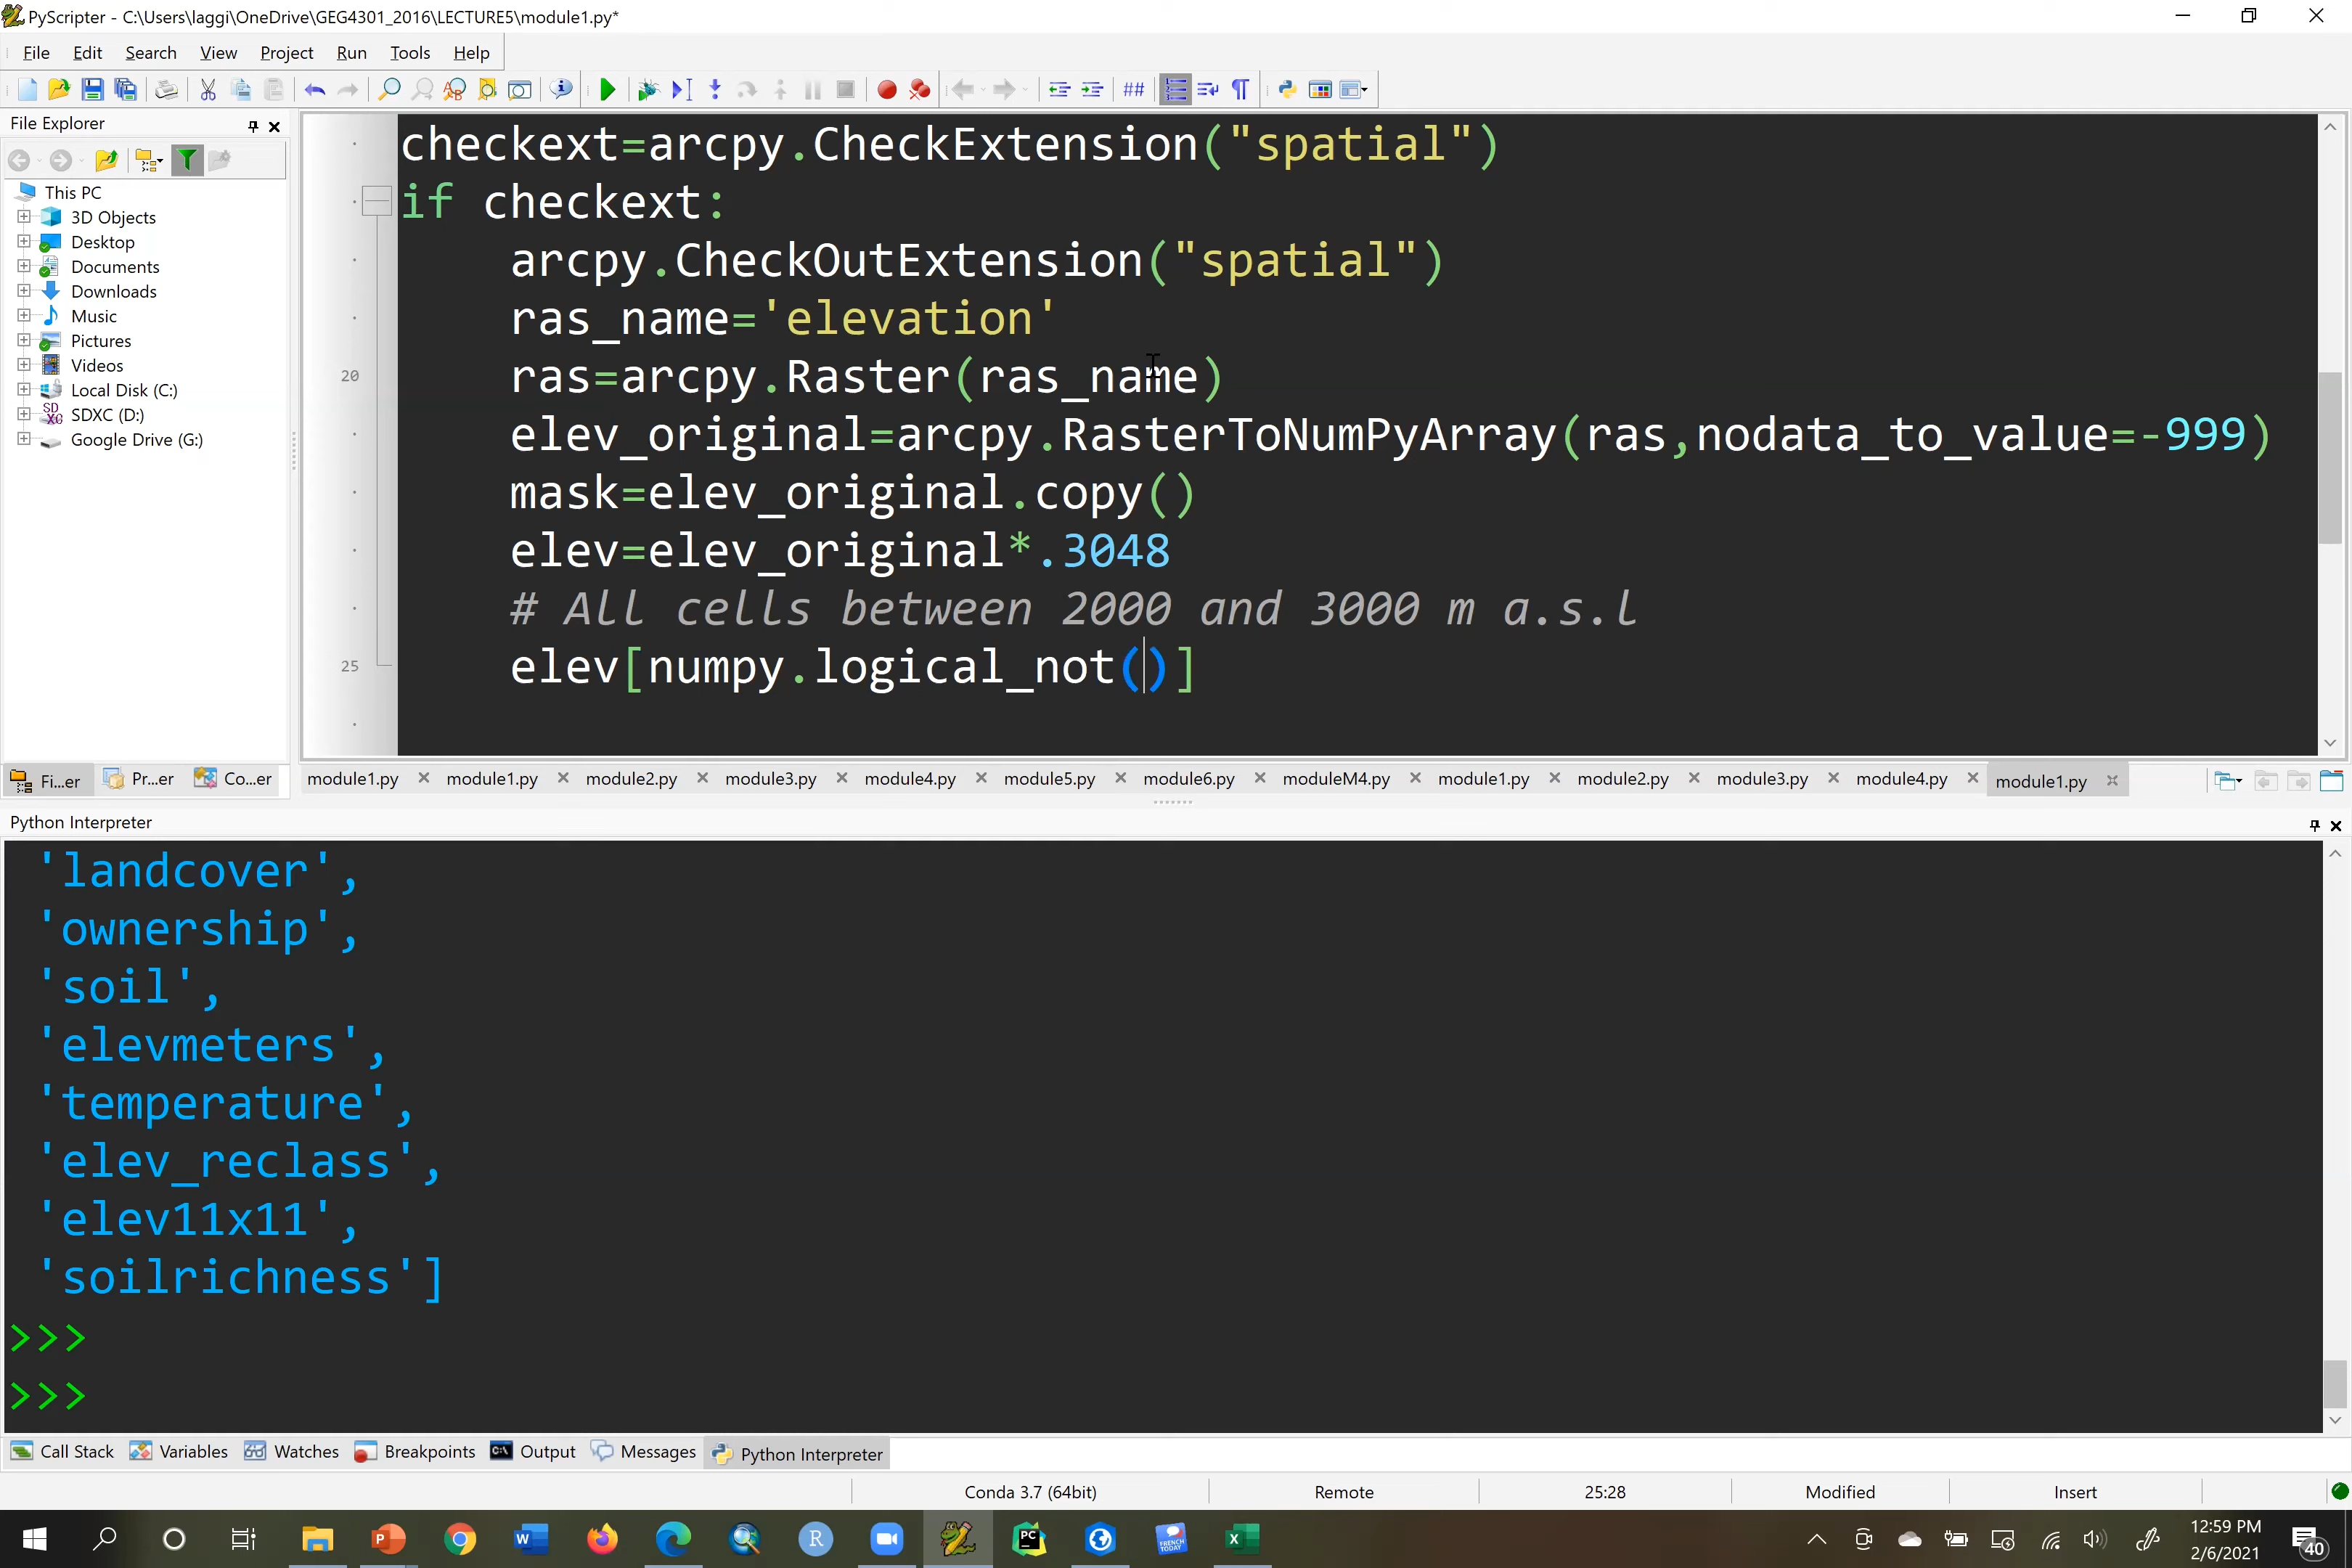 PyScripter - C:\Users\laggi\OneDrive\GEG4301_2016\LECTURE5\module1.py*
File Edit Search View Project Run Tools Help
File Explorer
This PC
3D Objects
Desktop
Documents
Downloads
Music
Pictures
Videos
Local Disk (C:)
SDXC (D:)
Google Drive (G:)
Fi...er Pr...er Co...er
checkext=arcpy.CheckExtension("spatial")
if checkext:
arcpy.CheckOutExtension("spatial")
ras_name='elevation'
20 ras=arcpy.Raster(ras_name)
elev_original=arcpy.RasterToNumPyArray(ras,nodata_to_value=-999)
mask=elev_original.copy()
elev=elev_original*.3048
# All cells between 2000 and 3000 m a.s.l
25 elev[numpy.logical_not()]
module1.py module1.py module2.py module3.py module4.py module5.py module6.py moduleM4.py module1.py module2.py module3.py module4.py module1.py
Python Interpreter
'landcover',
'ownership',
'soil',
'elevmeters',
'temperature',
'elev_reclass',
'elev11x11',
'soilrichness']
>>>
>>>
Call Stack Variables Watches Breakpoints Output Messages Python Interpreter
Conda 3.7 (64bit) Remote 25:28 Modified Insert
12:59 PM
2/6/2021
40